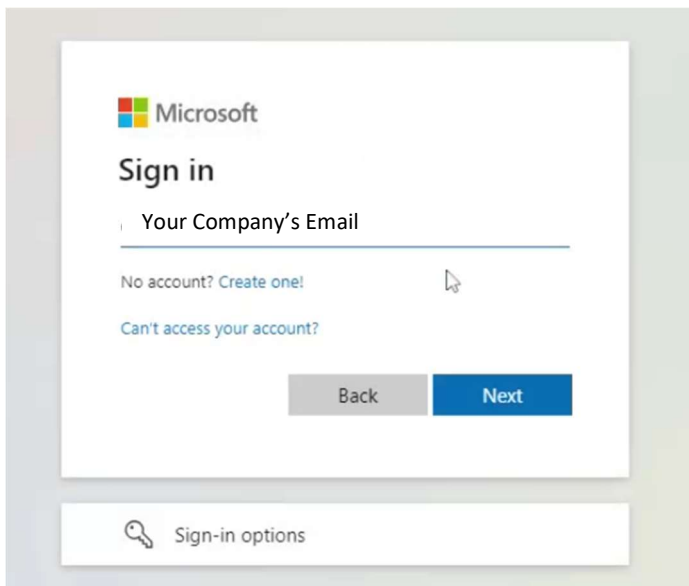 Microsoft
Sign in
Your Company’s Email
No account? Create one!
Can't access your account?
Back Next
Sign-in options